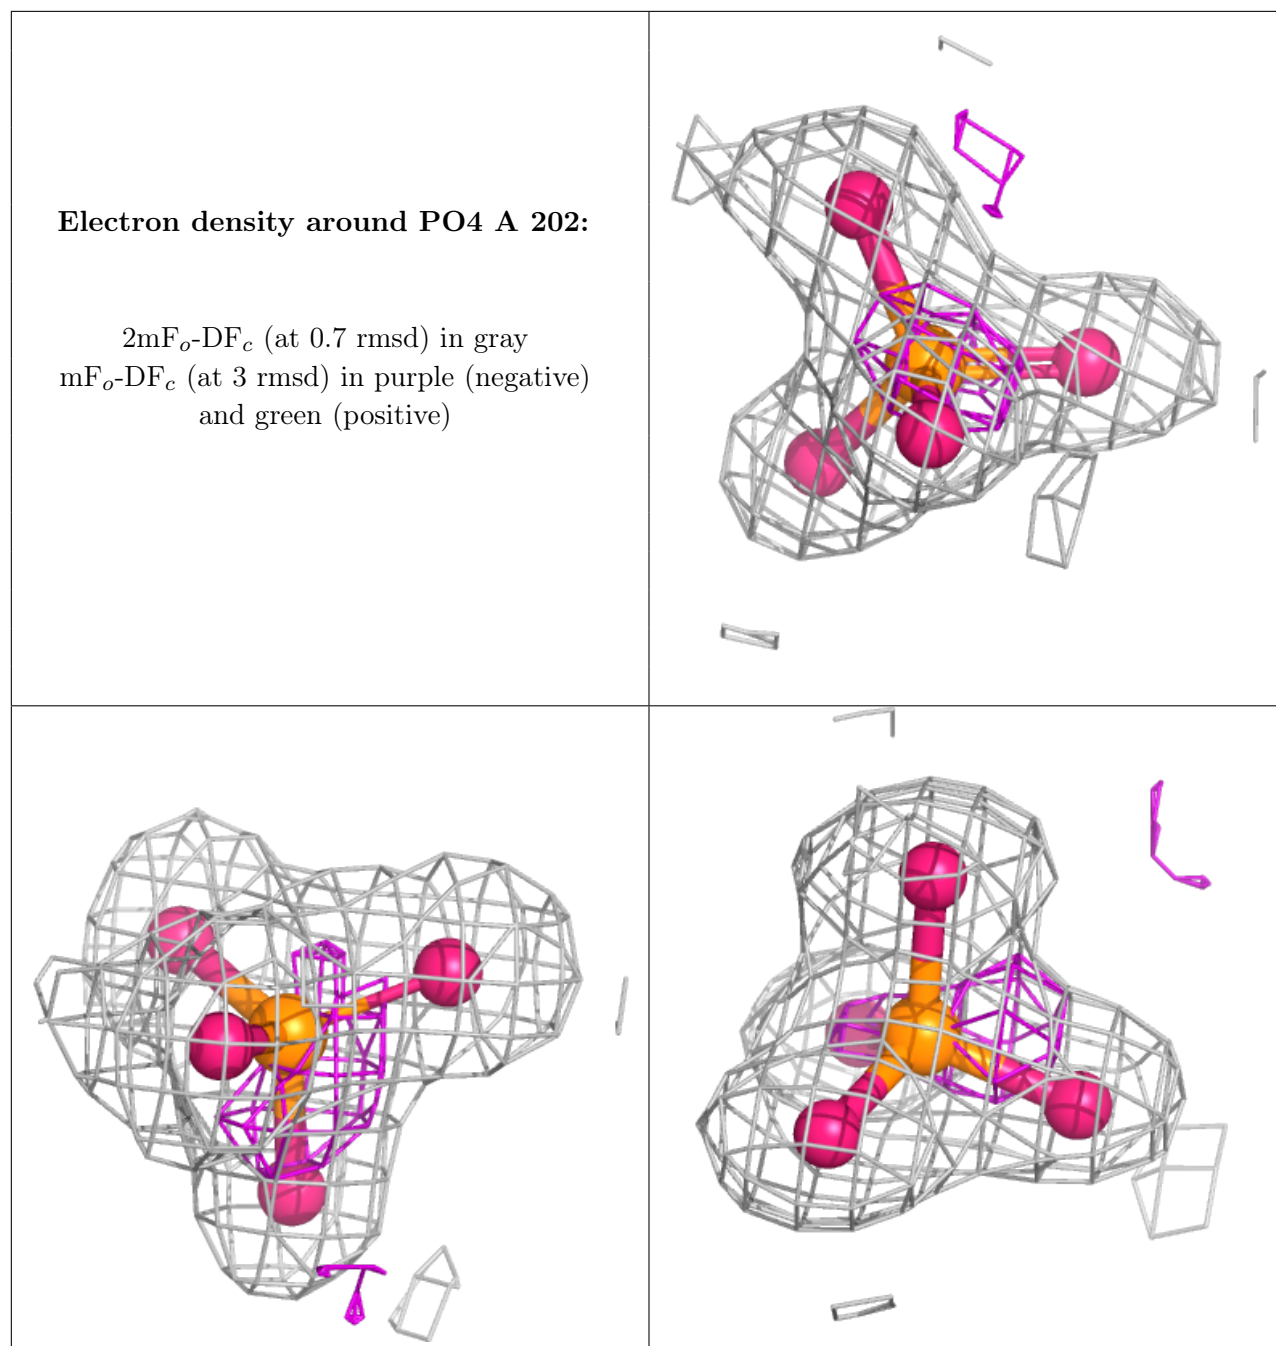 Electron density around PO4 A 202:
2mFo-DFc (at 0.7 rmsd) in gray
mFo-DFc (at 3 rmsd) in purple (negative)
and green (positive)